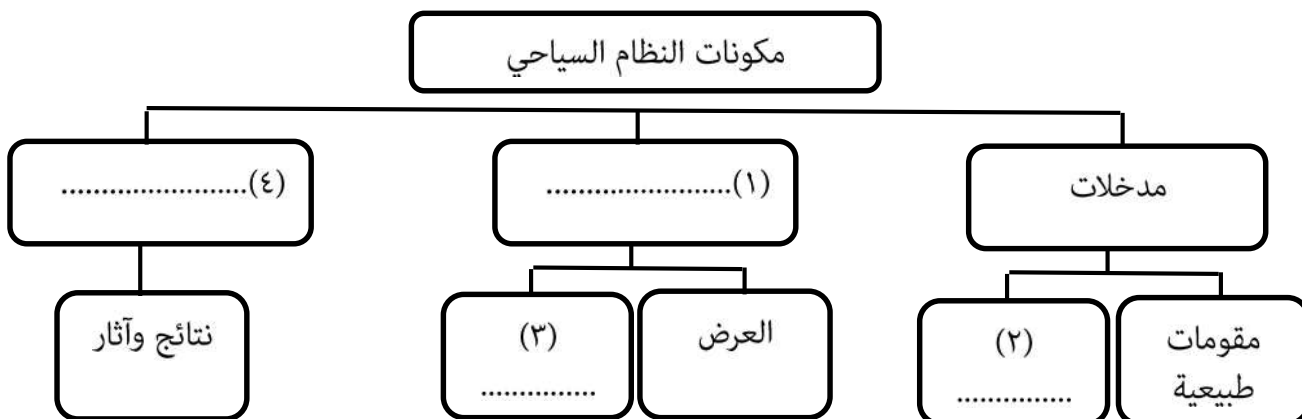 مكونات النظام السياحي
مدخلات
(١).......................
(٤).......................
مقومات
طبيعية
(٢)
..............
العرض
(٣)
..............
نتائج وآثار